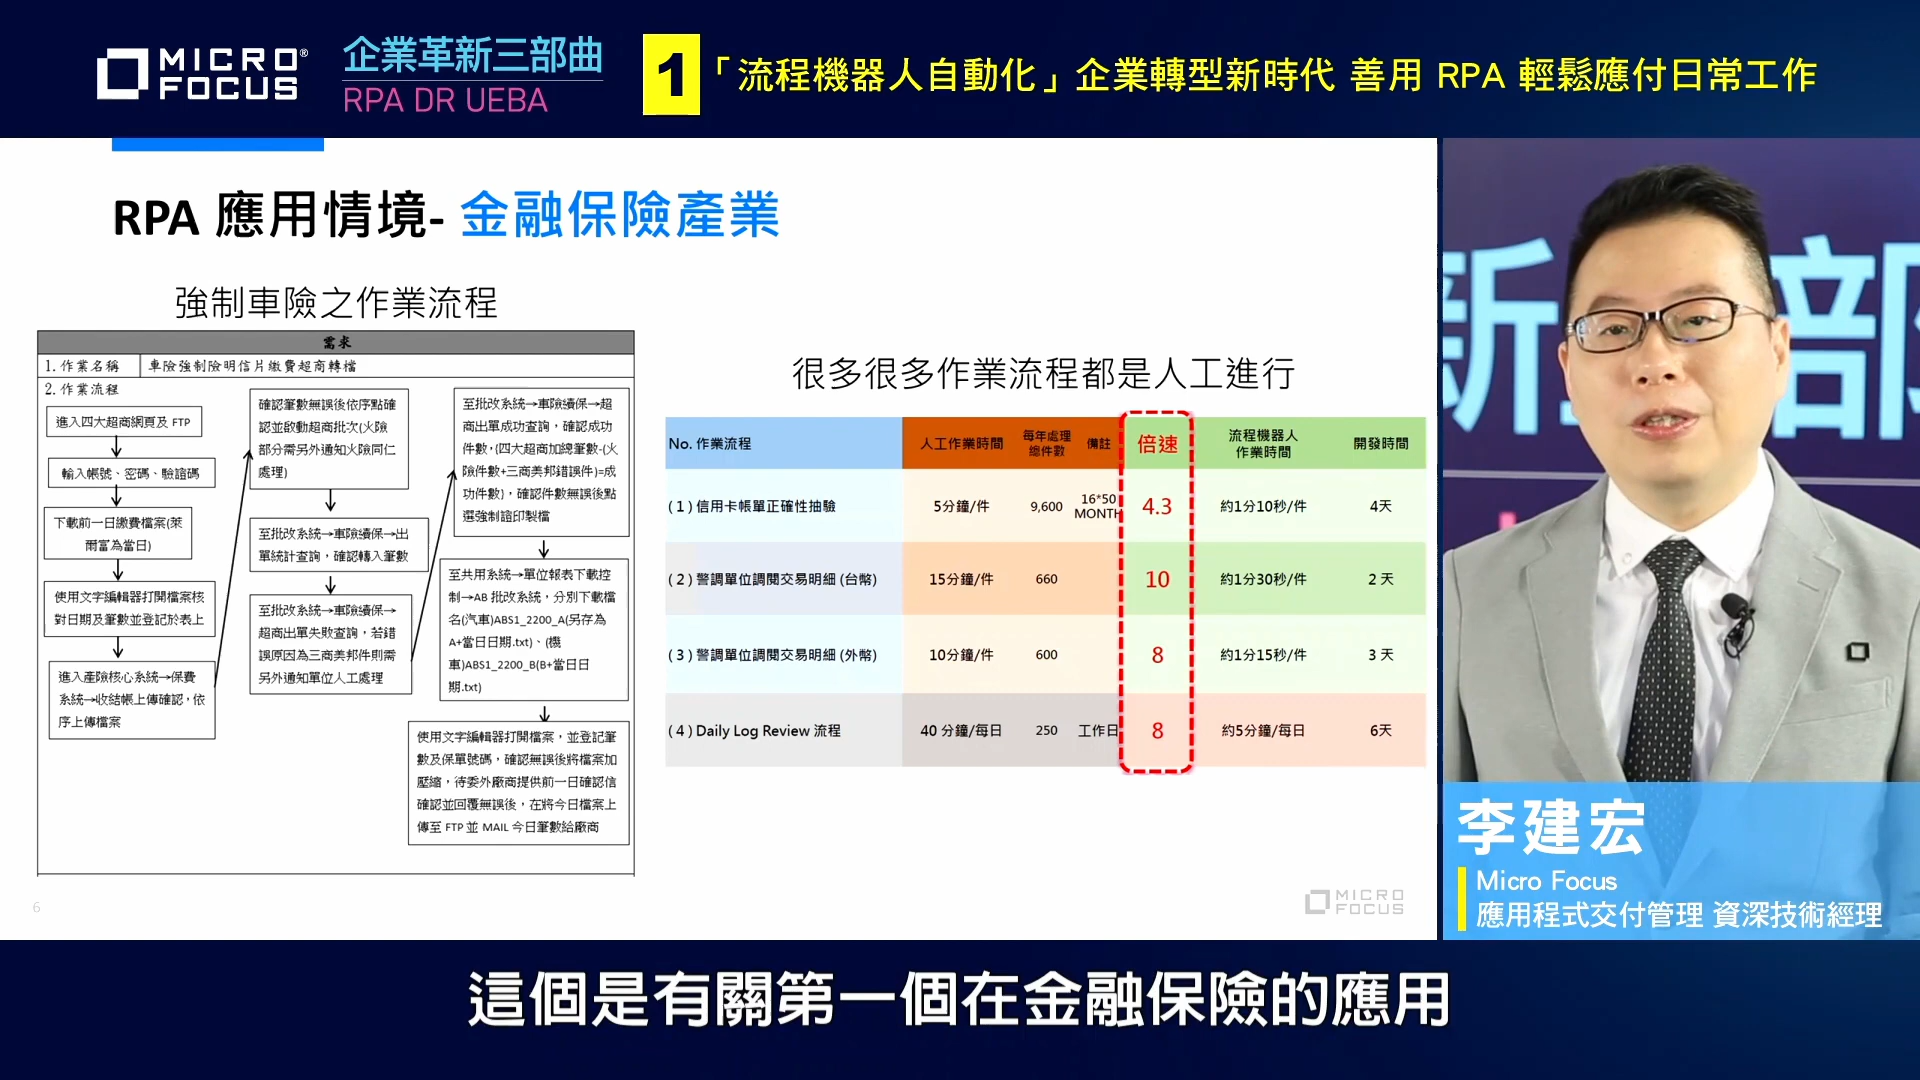 MICRO FOCUS®
企業革新三部曲
RPA DR UEBA
1
「流程機器人自動化」企業轉型新時代 善用 RPA 輕鬆應付日常工作
RPA 應用情境- 金融保險產業
強制車險之作業流程
需求
1. 作業名稱
車險強制險明信片繳費超商轉檔
2. 作業流程
進入四大超商網頁及 FTP
輸入帳號、密碼、驗證碼
下載前一日繳費檔案(萊
爾富為當日)
使用文字編輯器打開檔案核
對日期及筆數並登記於表上
進入產險核心系統→保費
系統→收結帳上傳確認，依
序上傳檔案
確認筆數無誤後依序點確
認並啟動超商批次(火險
部分需另外通知火險同仁
處理)
至批改系統→車險續保→出
單統計查詢，確認轉入筆數
至批改系統→車險續保→
超商出單失敗查詢，若錯
誤原因為三商美邦件則需
另外通知單位人工處理
至批改系統→車險續保→超
商出單成功查詢，確認成功
件數，(四大超商加總筆數-(火
險件數+三商美邦錯誤件)=成
功件數)，確認件數無誤後點
選強制證印製檔
至共用系統→單位報表下載控
制→AB 批改系統，分別下載檔
名(汽車)ABS1_2200_A(另存為
A+當日日期.txt)、(機
車)ABS1_2200_B(B+當日日
期.txt)
使用文字編輯器打開檔案，並登記筆
數及保單號碼，確認無誤後將檔案加
壓縮，待委外廠商提供前一日確認信
確認並回覆無誤後，在將今日檔案上
傳至 FTP 並 MAIL 今日筆數給廠商
很多很多作業流程都是人工進行
No. 作業流程 人工作業時間 每年處理總件數 備註 倍速 流程機器人作業時間 開發時間
( 1 ) 信用卡帳單正確性抽驗 5分鐘/件 9,600 16*50 MONTH 4.3 約1分10秒/件 4天
( 2 ) 警調單位調閱交易明細 (台幣) 15分鐘/件 660 10 約1分30秒/件 2 天
( 3 ) 警調單位調閱交易明細 (外幣) 10分鐘/件 600 8 約1分15秒/件 3 天
( 4 ) Daily Log Review 流程 40 分鐘/每日 250 工作日 8 約5分鐘/每日 6天
6
MICRO FOCUS
新三部
李建宏
Micro Focus
應用程式交付管理 資深技術經理
這個是有關第一個在金融保險的應用